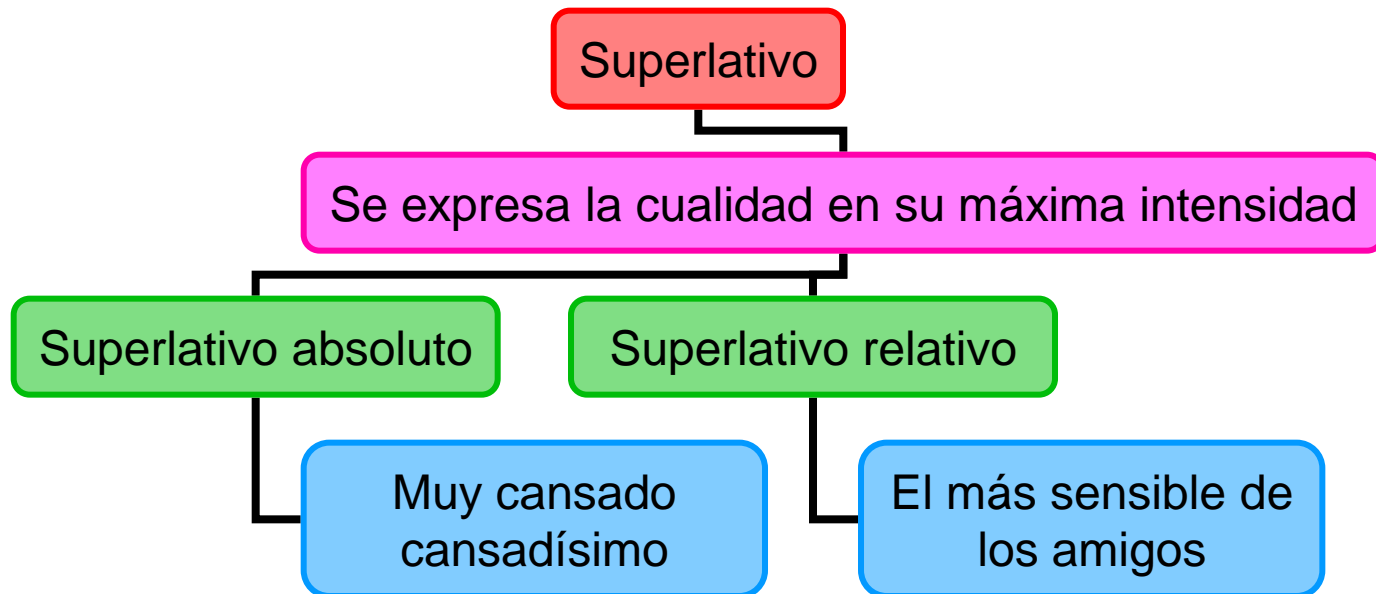 Superlativo
Se expresa la cualidad en su máxima intensidad
Superlativo absoluto
Superlativo relativo
Muy cansado
cansadísimo
El más sensible de
los amigos